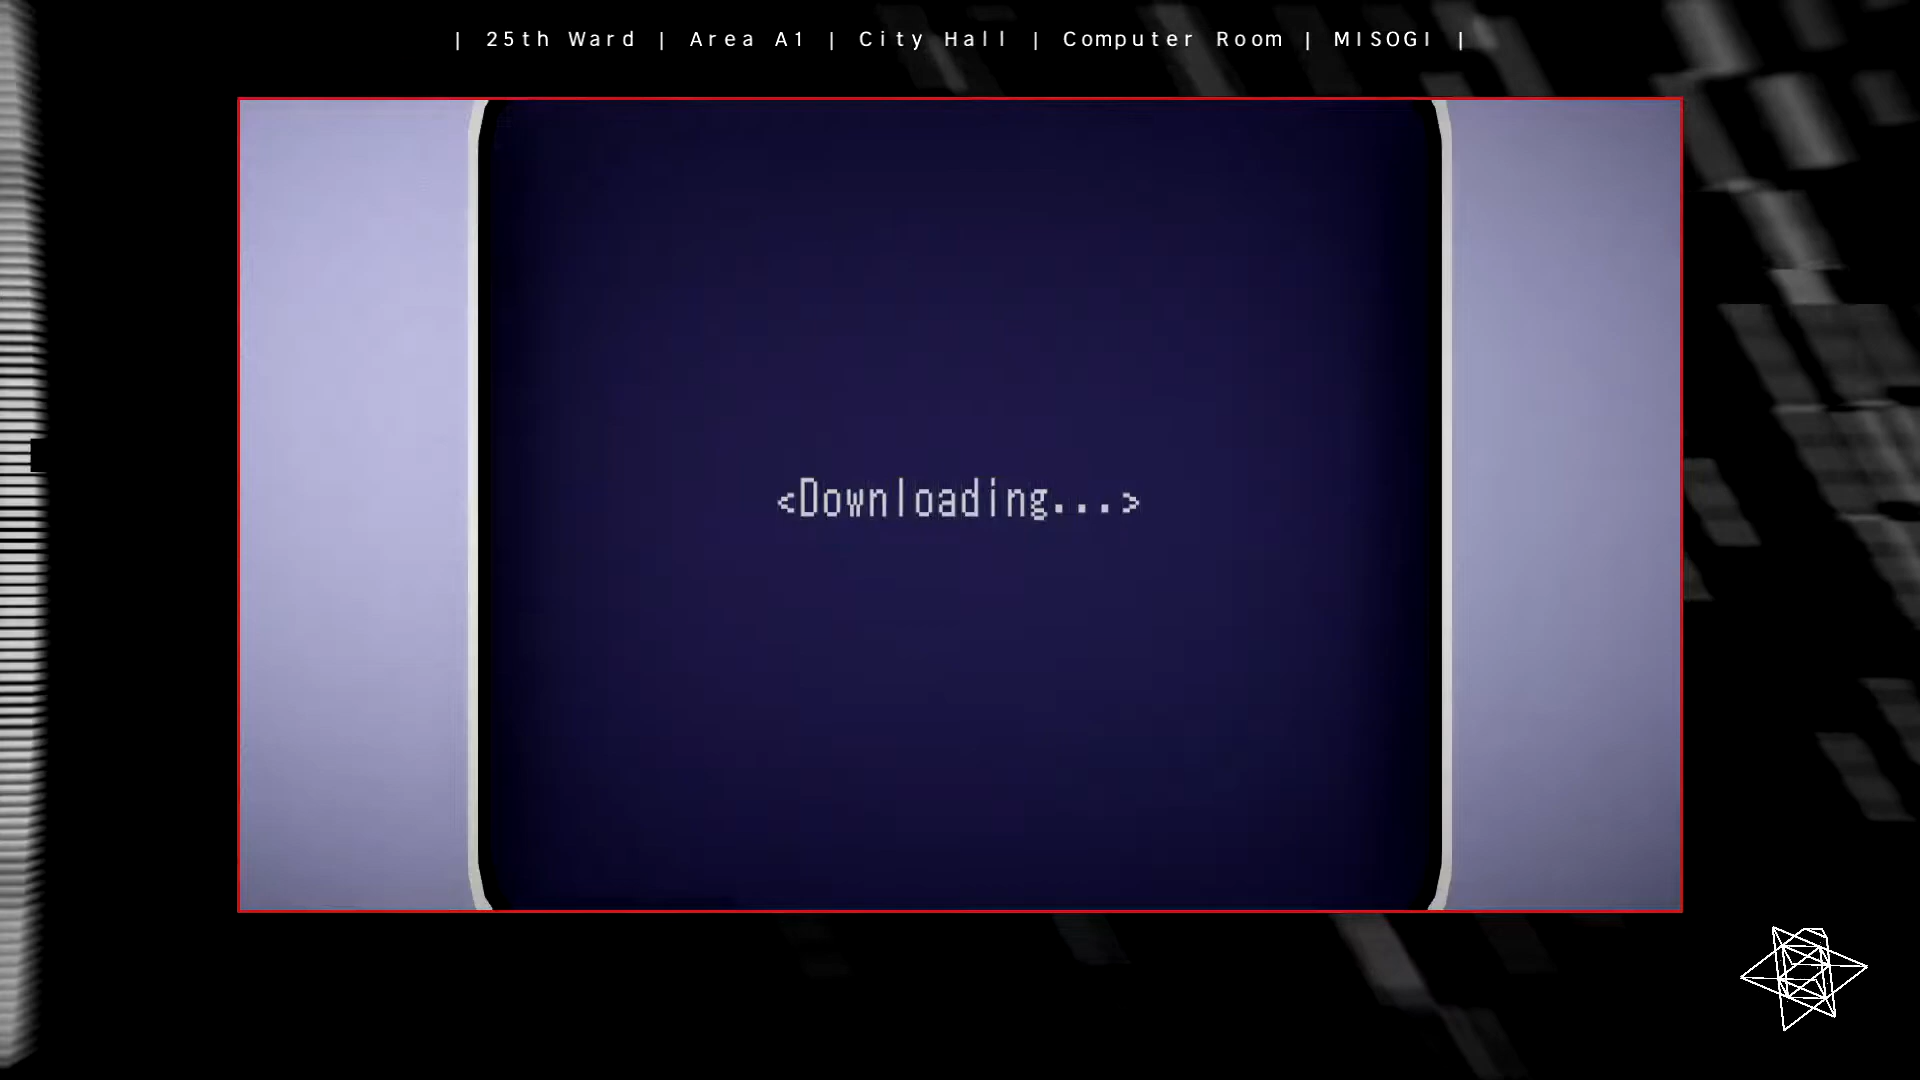 | 25th Ward | Area A1 | City Hall | Computer Room | MISOGI |
<Downloading...>